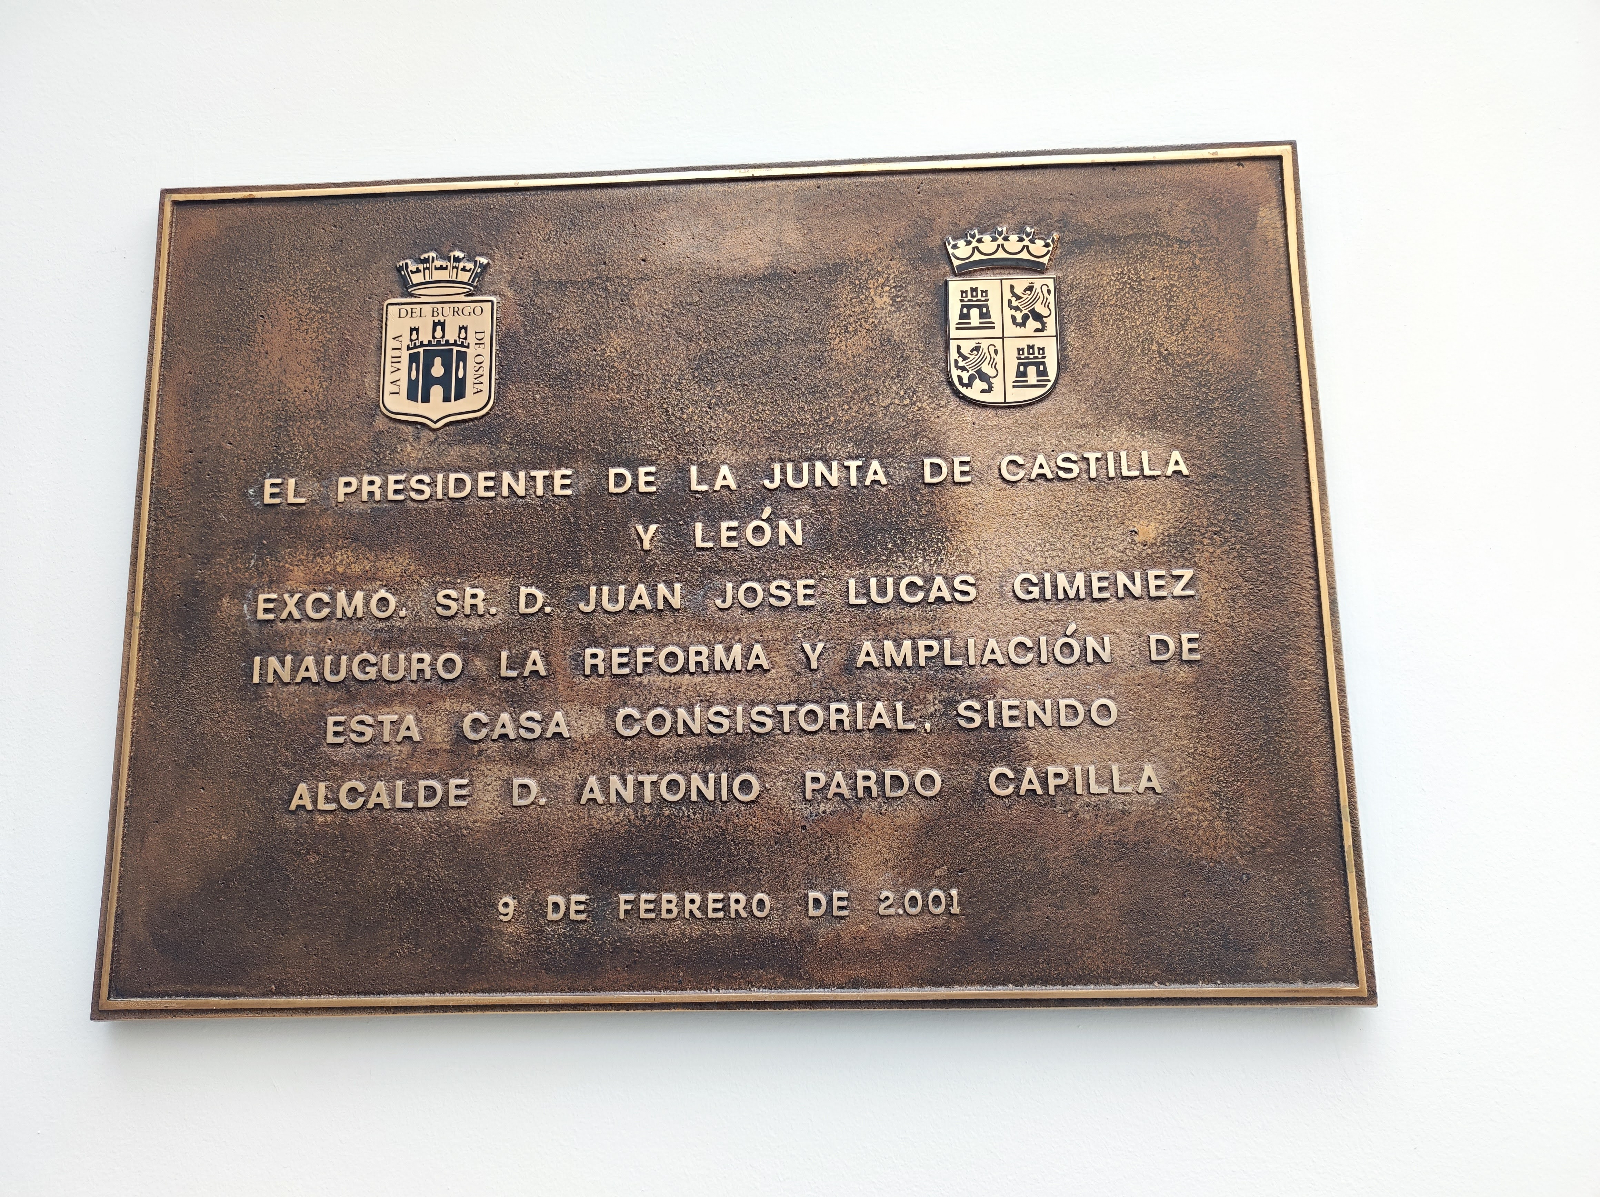 DEL BURGO
LA VILLA
DE OSMA
EL PRESIDENTE DE LA JUNTA DE CASTILLA
Y LEÓN
EXCMO. SR. D. JUAN JOSE LUCAS GIMENEZ
INAUGURO LA REFORMA Y AMPLIACIÓN DE
ESTA CASA CONSISTORIAL, SIENDO
ALCALDE D. ANTONIO PARDO CAPILLA
9 DE FEBRERO DE 2.001